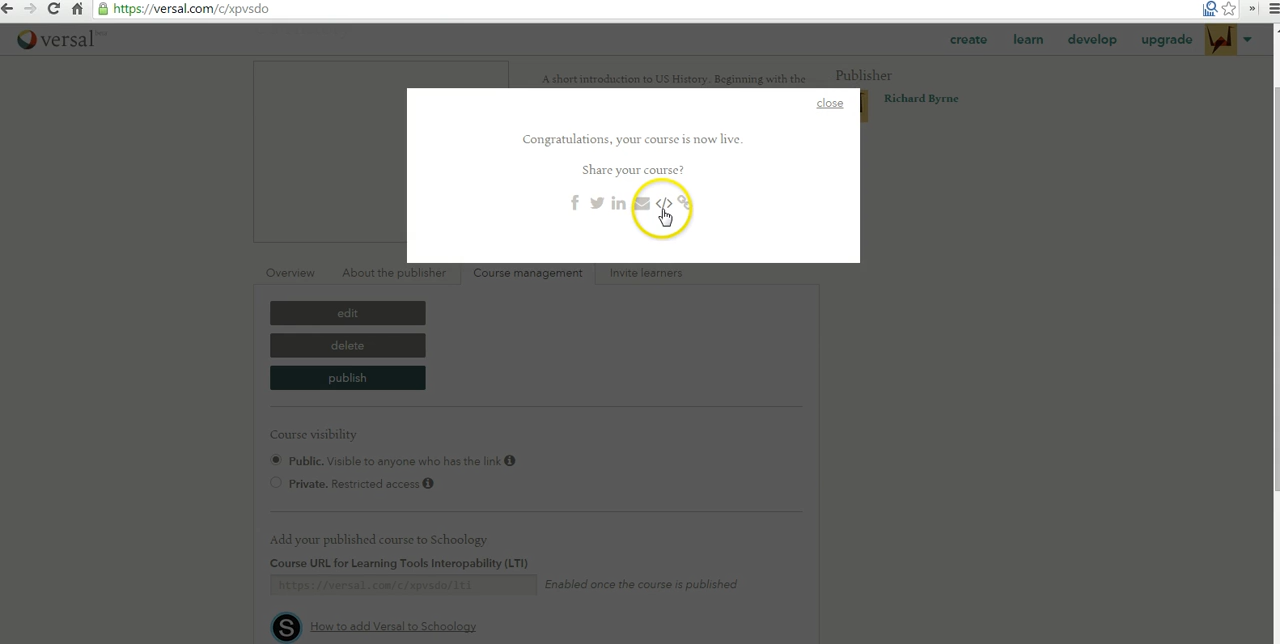 https://versal.com/c/xpvsdo
»
versal beta
create learn develop upgrade
A short introduction to US History. Beginning with the
Publisher
Richard Byrne
close
Congratulations, your course is now live.
Share your course?
f in </>
Overview About the publisher Course management Invite learners
edit
delete
publish
Course visibility
Public. Visible to anyone who has the link
Private. Restricted access
Add your published course to Schoology
Course URL for Learning Tools Interopability (LTI)
https://versal.com/c/xpvsdo/lti Enabled once the course is published
S How to add Versal to Schoology